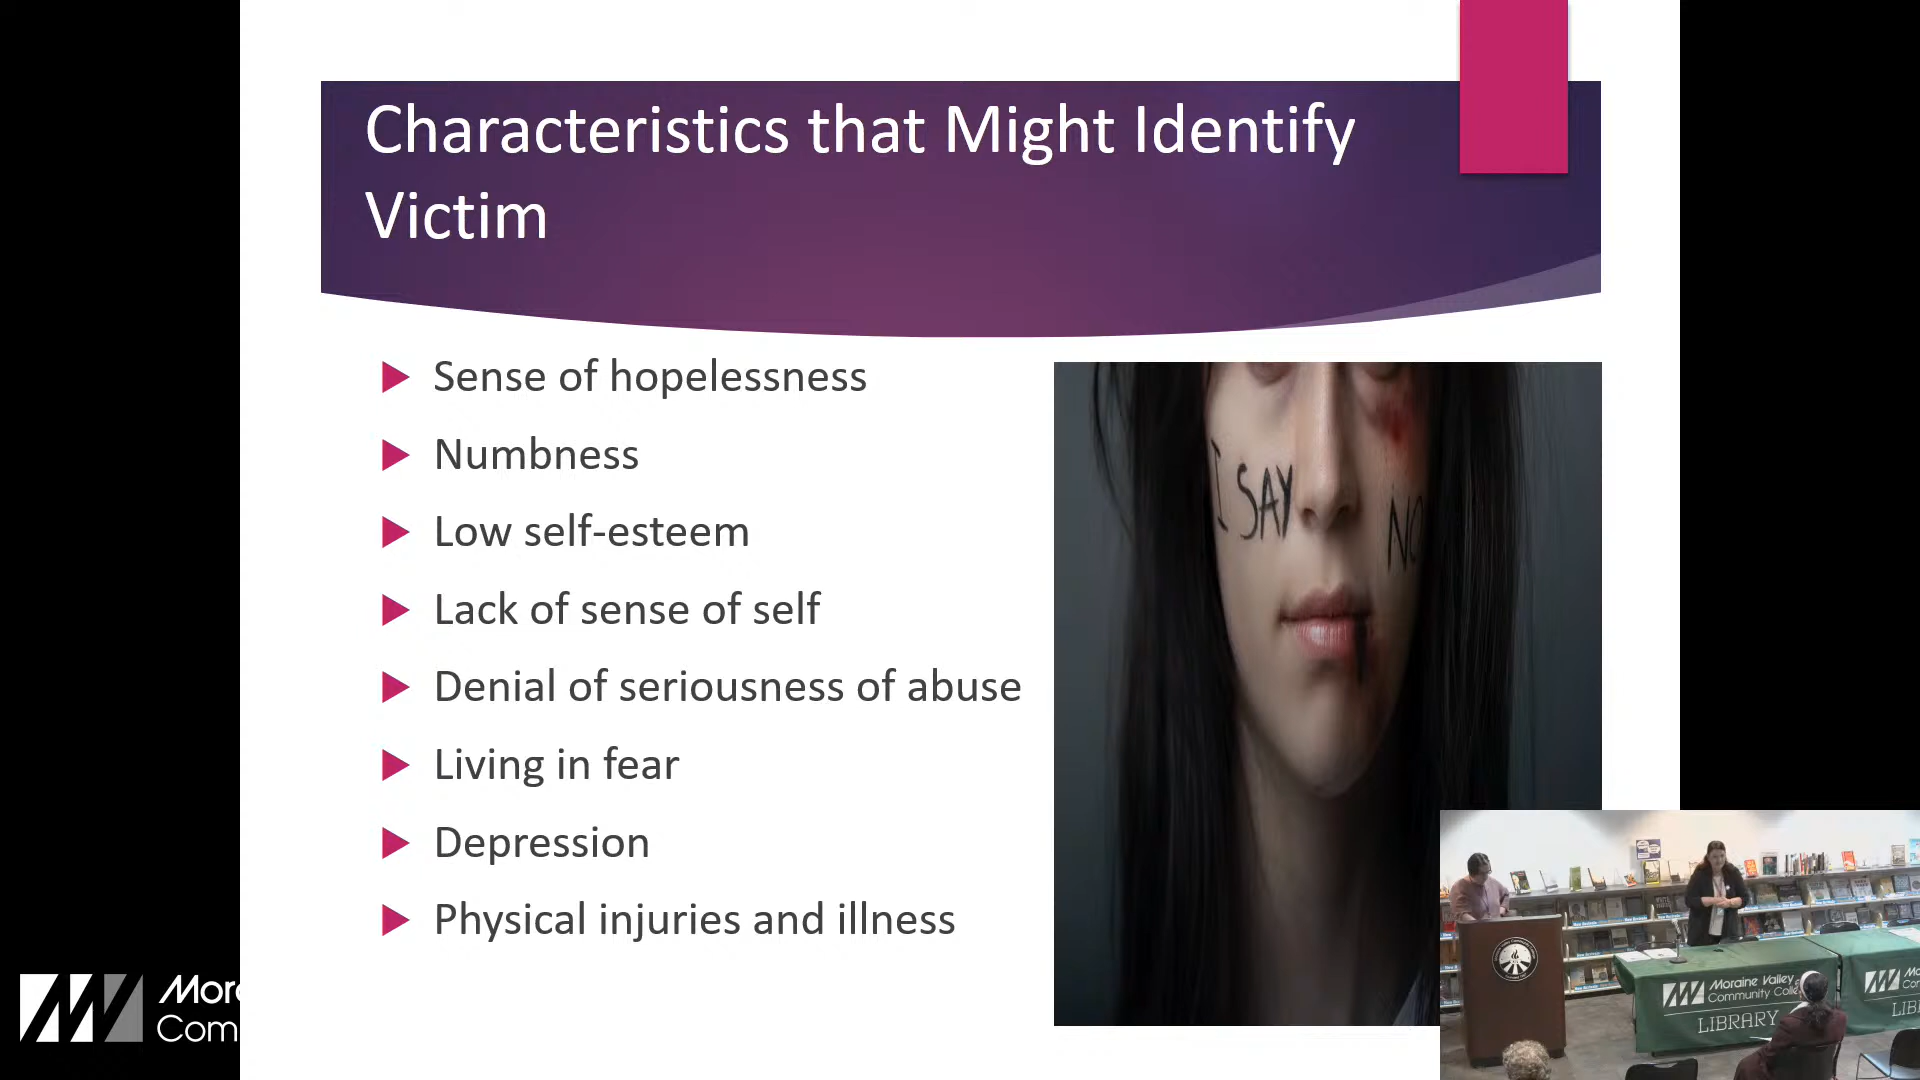 Characteristics that Might Identify
Victim
Sense of hopelessness
Numbness
Low self-esteem
Lack of sense of self
Denial of seriousness of abuse
Living in fear
Depression
Physical injuries and illness
I SAY
NO
Com
Moraine Valley
Community
LIBRARY